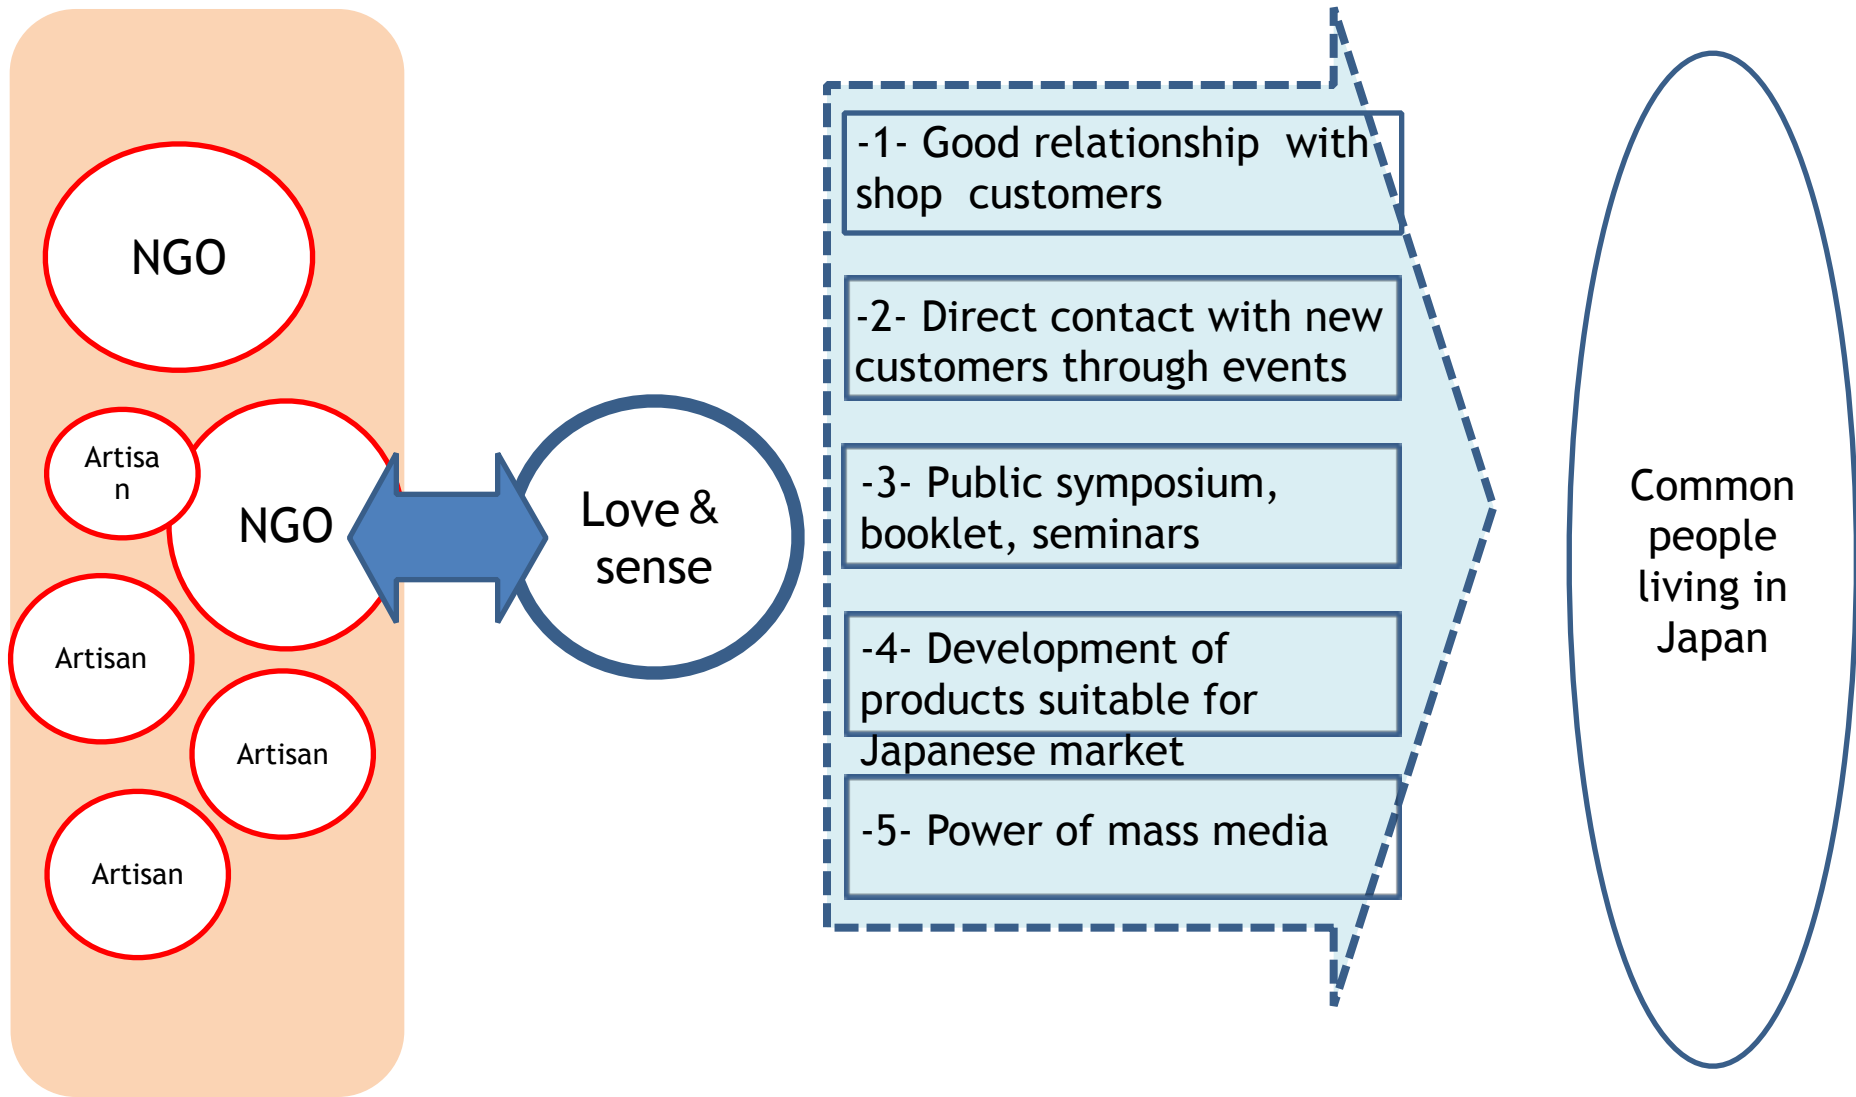 NGO
Artisa
n
NGO
Artisan
Artisan
Artisan
Love &
sense
-1- Good relationship with
shop customers
-2- Direct contact with new
customers through events
-3- Public symposium,
booklet, seminars
-4- Development of
products suitable for
Japanese market
-5- Power of mass media
Common
people
living in
Japan